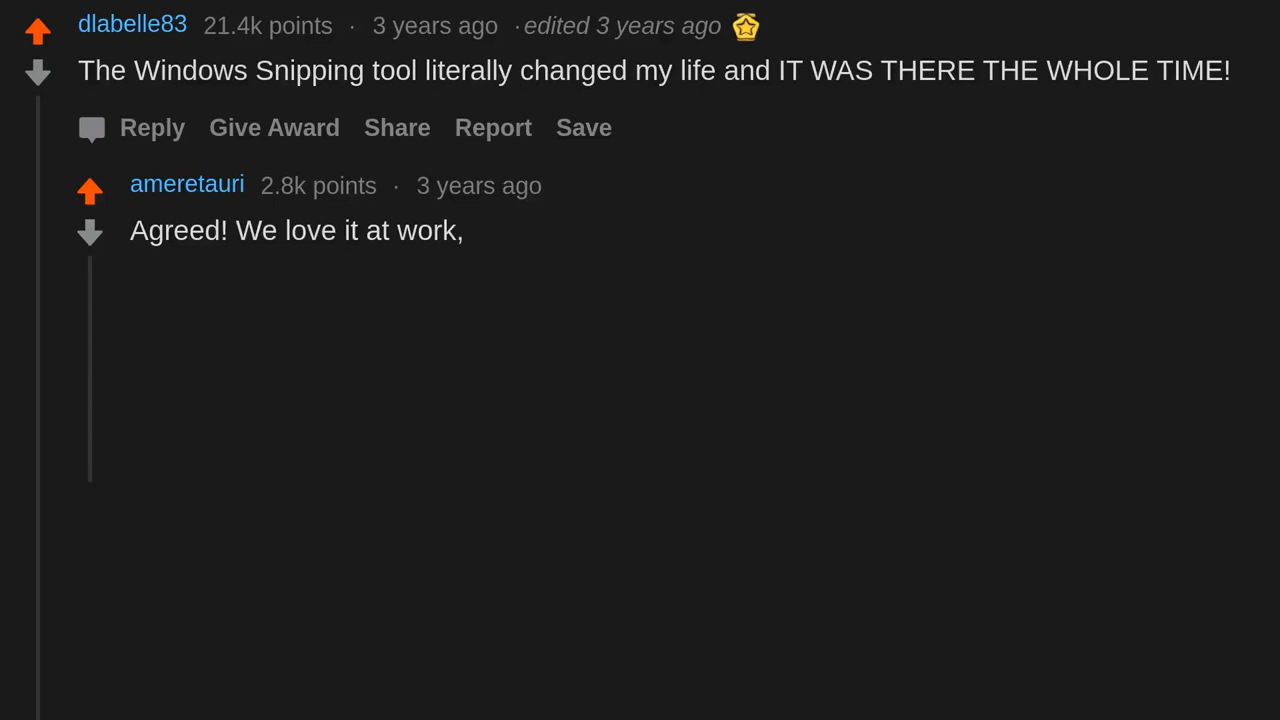 dlabelle83 21.4k points · 3 years ago · edited 3 years ago
The Windows Snipping tool literally changed my life and IT WAS THERE THE WHOLE TIME!
Reply Give Award Share Report Save
ameretauri 2.8k points · 3 years ago
Agreed! We love it at work,